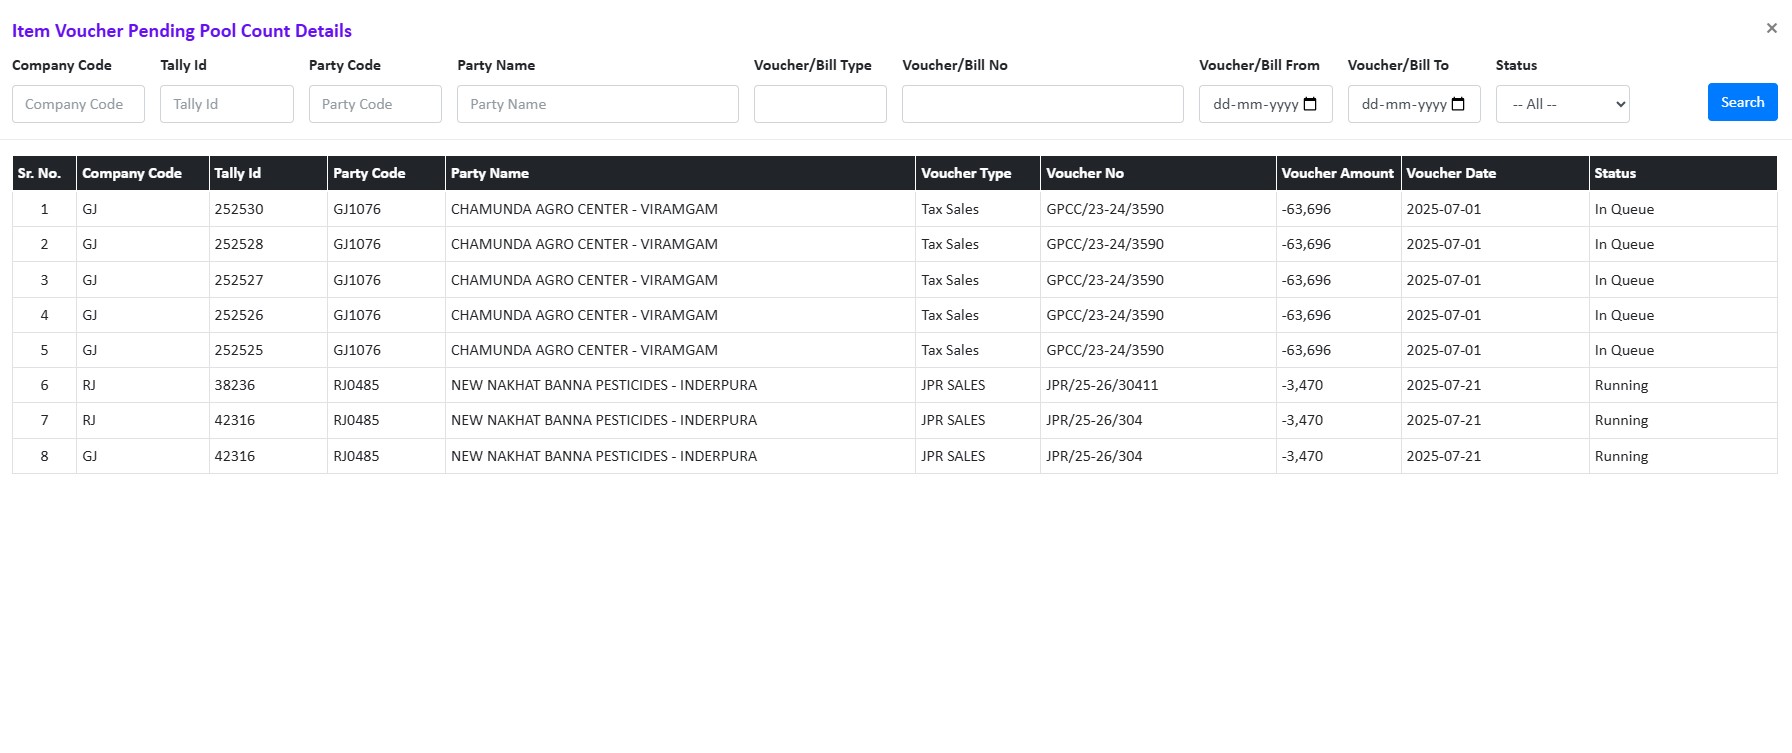 Item Voucher Pending Pool Count Details ×
Company Code Tally Id Party Code Party Name Voucher/Bill Type Voucher/Bill No Voucher/Bill From Voucher/Bill To Status
Company Code Tally Id Party Code Party Name dd-mm-yyyy dd-mm-yyyy -- All -- Search
Sr. No. Company Code Tally Id Party Code Party Name Voucher Type Voucher No Voucher Amount Voucher Date Status
1 GJ 252530 GJ1076 CHAMUNDA AGRO CENTER - VIRAMGAM Tax Sales GPCC/23-24/3590 -63,696 2025-07-01 In Queue
2 GJ 252528 GJ1076 CHAMUNDA AGRO CENTER - VIRAMGAM Tax Sales GPCC/23-24/3590 -63,696 2025-07-01 In Queue
3 GJ 252527 GJ1076 CHAMUNDA AGRO CENTER - VIRAMGAM Tax Sales GPCC/23-24/3590 -63,696 2025-07-01 In Queue
4 GJ 252526 GJ1076 CHAMUNDA AGRO CENTER - VIRAMGAM Tax Sales GPCC/23-24/3590 -63,696 2025-07-01 In Queue
5 GJ 252525 GJ1076 CHAMUNDA AGRO CENTER - VIRAMGAM Tax Sales GPCC/23-24/3590 -63,696 2025-07-01 In Queue
6 RJ 38236 RJ0485 NEW NAKHAT BANNA PESTICIDES - INDERPURA JPR SALES JPR/25-26/30411 -3,470 2025-07-21 Running
7 RJ 42316 RJ0485 NEW NAKHAT BANNA PESTICIDES - INDERPURA JPR SALES JPR/25-26/304 -3,470 2025-07-21 Running
8 GJ 42316 RJ0485 NEW NAKHAT BANNA PESTICIDES - INDERPURA JPR SALES JPR/25-26/304 -3,470 2025-07-21 Running